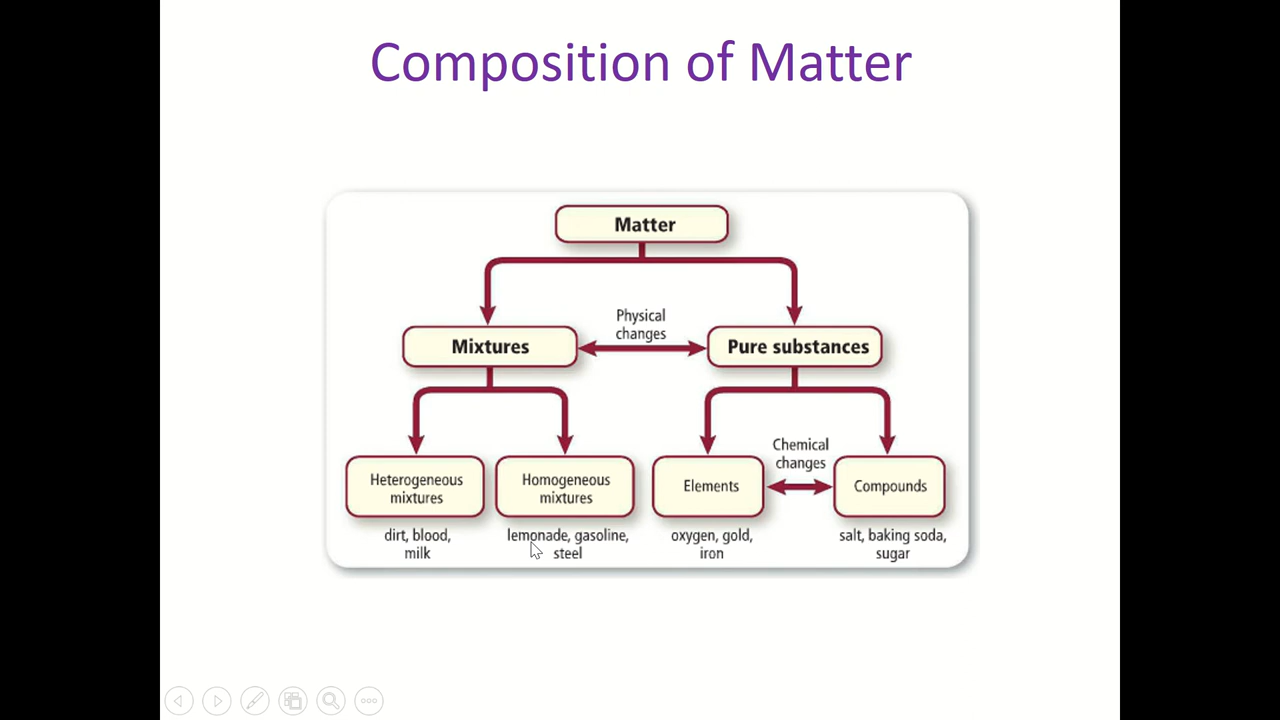 Composition of Matter
Matter
Physical
changes
Mixtures
Pure substances
Chemical
changes
Heterogeneous
mixtures
Homogeneous
mixtures
Elements
Compounds
dirt, blood,
milk
lemonade, gasoline,
steel
oxygen, gold,
iron
salt, baking soda,
sugar